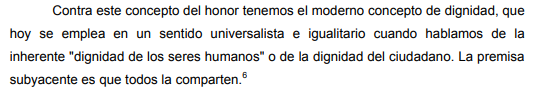 Contra este concepto del honor tenemos el moderno concepto de dignidad, que
hoy se emplea en un sentido universalista e igualitario cuando hablamos de la
inherente "dignidad de los seres humanos" o de la dignidad del ciudadano. La premisa
subyacente es que todos la comparten.⁶